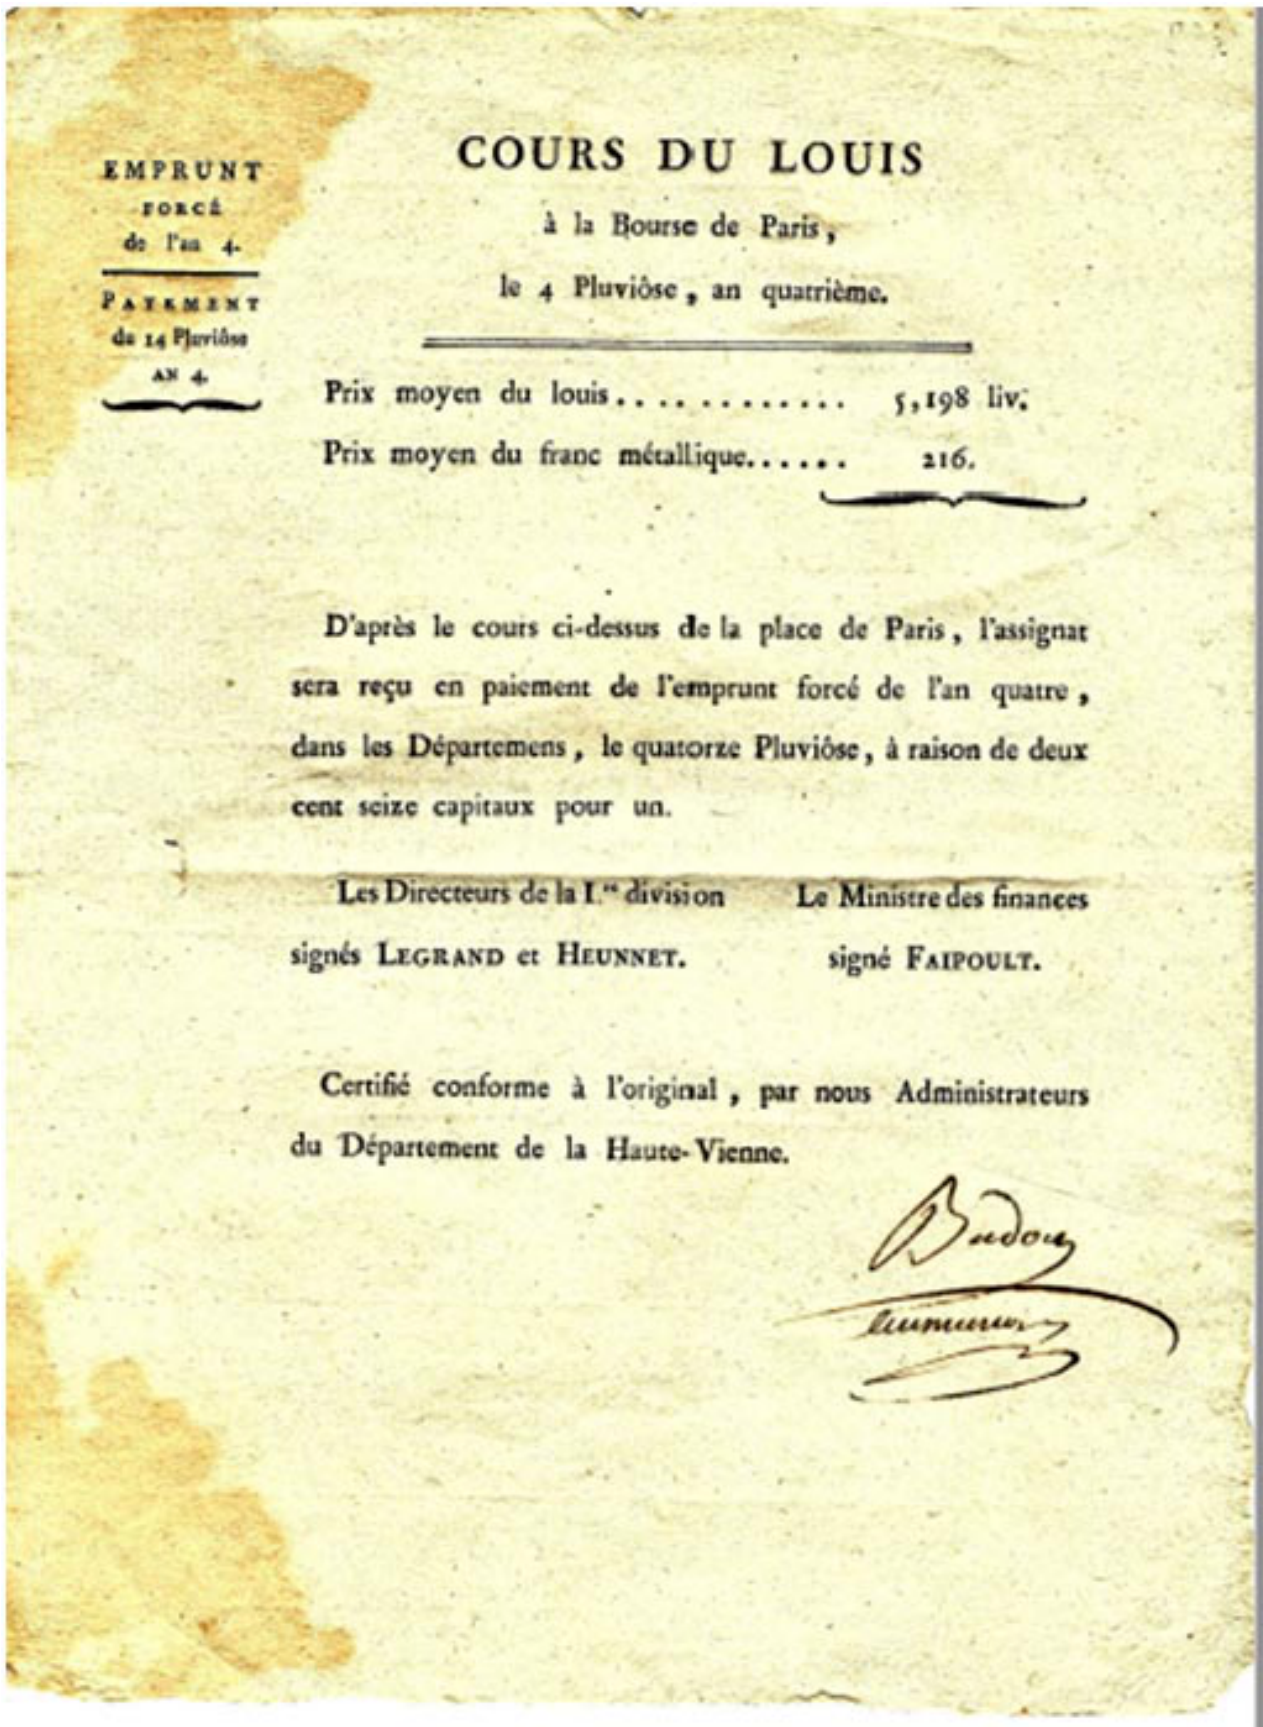 EMPRUNT
FORCÉ
de l'an 4.
PAYEMENT
du 14 Pluviôse
AN 4.
COURS DU LOUIS
à la Bourse de Paris,
le 4 Pluviôse, an quatrième.
Prix moyen du louis............. 5,198 liv.
Prix moyen du franc métallique...... 216.
D'après le cours ci-dessus de la place de Paris, l'assignat
sera reçu en paiement de l'emprunt forcé de l'an quatre,
dans les Départemens, le quatorze Pluviôse, à raison de deux
cent seize capitaux pour un.
Les Directeurs de la I.re division
signés LEGRAND et HEUNNET.
Le Ministre des finances
signé FAIPOULT.
Certifié conforme à l'original, par nous Administrateurs
du Département de la Haute-Vienne.